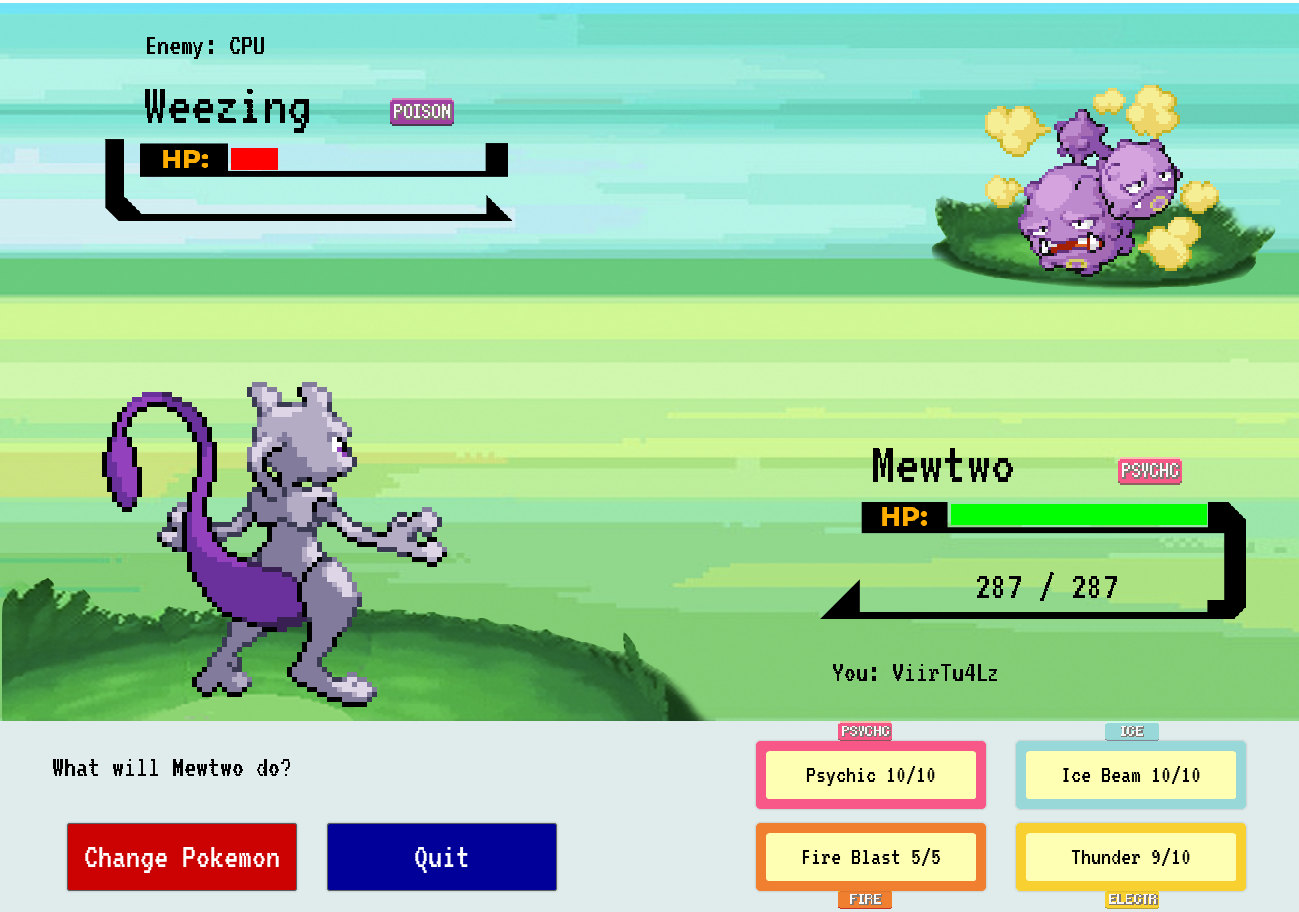 Enemy: CPU
Weezing POISON
HP:
Mewtwo PSYCHC
HP:
287 / 287
You: ViirTu4Lz
What will Mewtwo do?
Change Pokemon
Quit
PSYCHC
Psychic 10/10
ICE
Ice Beam 10/10
Fire Blast 5/5
FIRE
Thunder 9/10
ELECTR